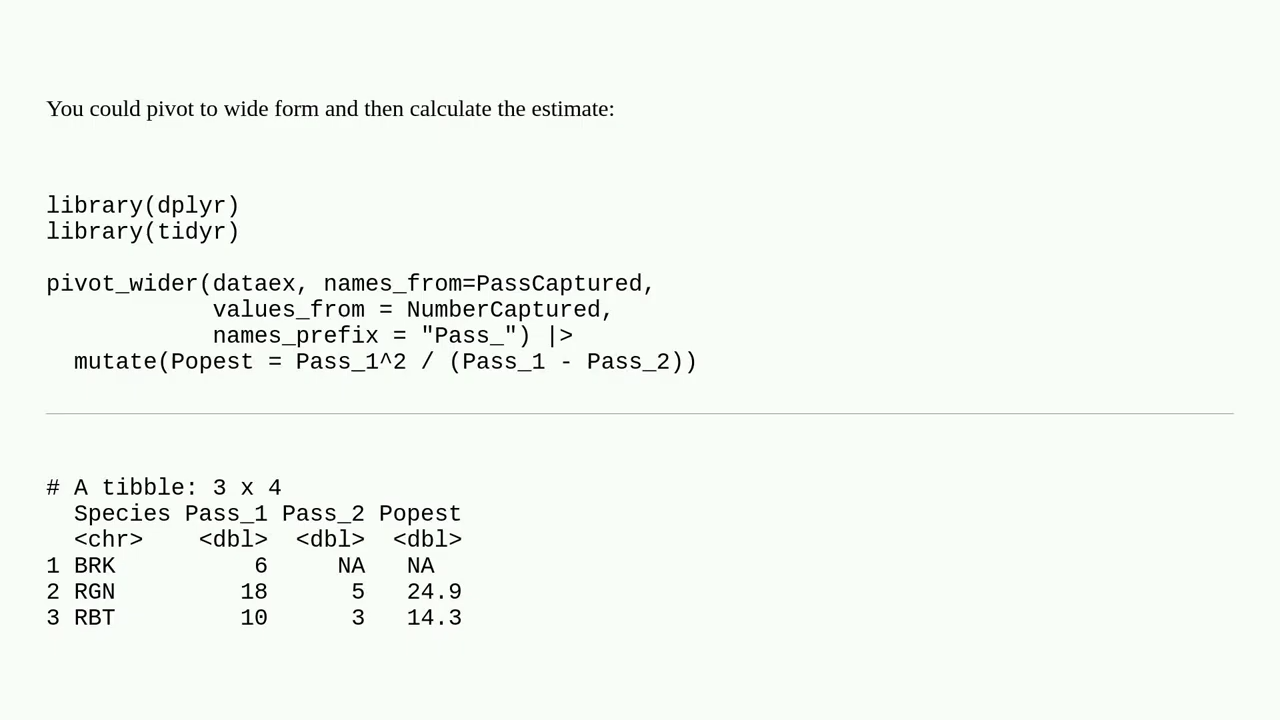 You could pivot to wide form and then calculate the estimate:
library(dplyr)
library(tidyr)
pivot_wider(dataex, names_from=PassCaptured,
            values_from = NumberCaptured,
            names_prefix = "Pass_") |>
  mutate(Popest = Pass_1^2 / (Pass_1 - Pass_2))
# A tibble: 3 x 4
  Species Pass_1 Pass_2 Popest
  <chr>    <dbl>  <dbl>  <dbl>
1 BRK          6     NA   NA
2 RGN         18      5   24.9
3 RBT         10      3   14.3